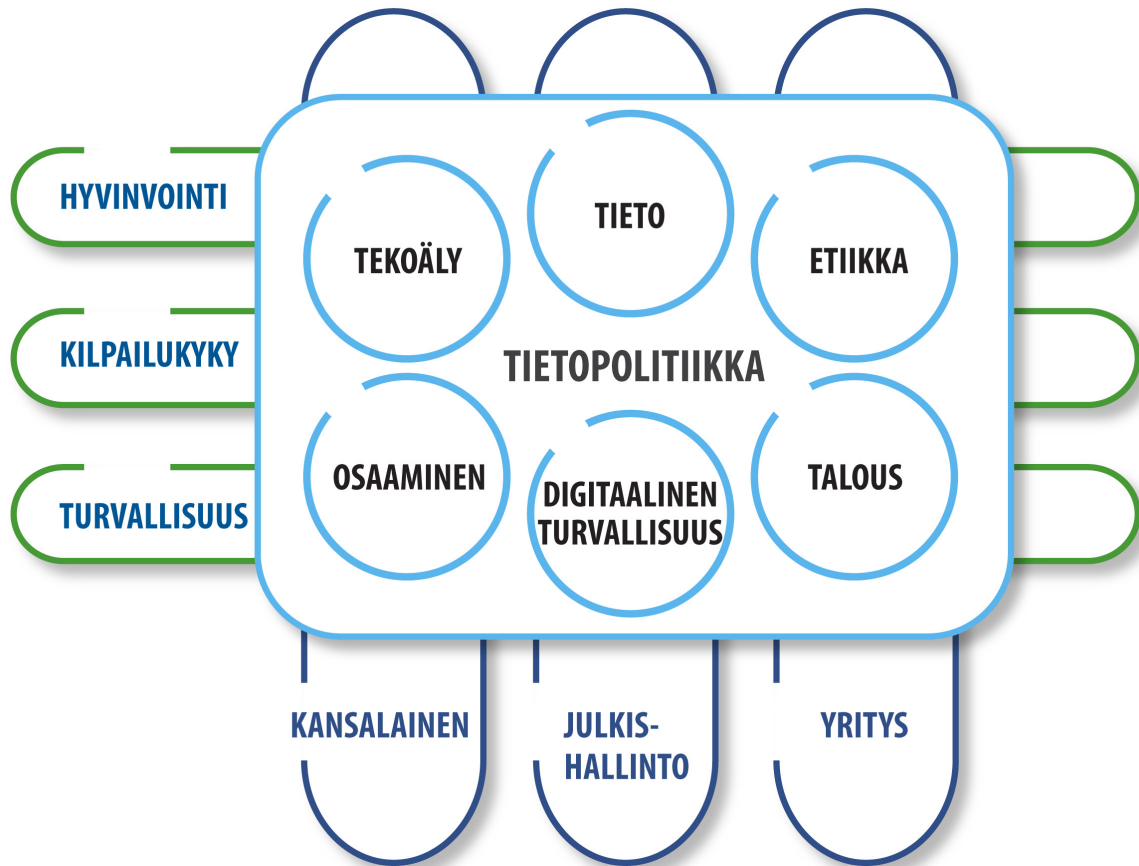 TIETO
HYVINVOINTI
TEKOÄLY
ETIIKKA
KILPAILUKYKY
TIETOPOLITIIKKA
OSAAMINEN
DIGITAALINEN
TURVALLISUUS
TALOUS
TURVALLISUUS
KANSALAINEN
JULKIS-
HALLINTO
YRITYS